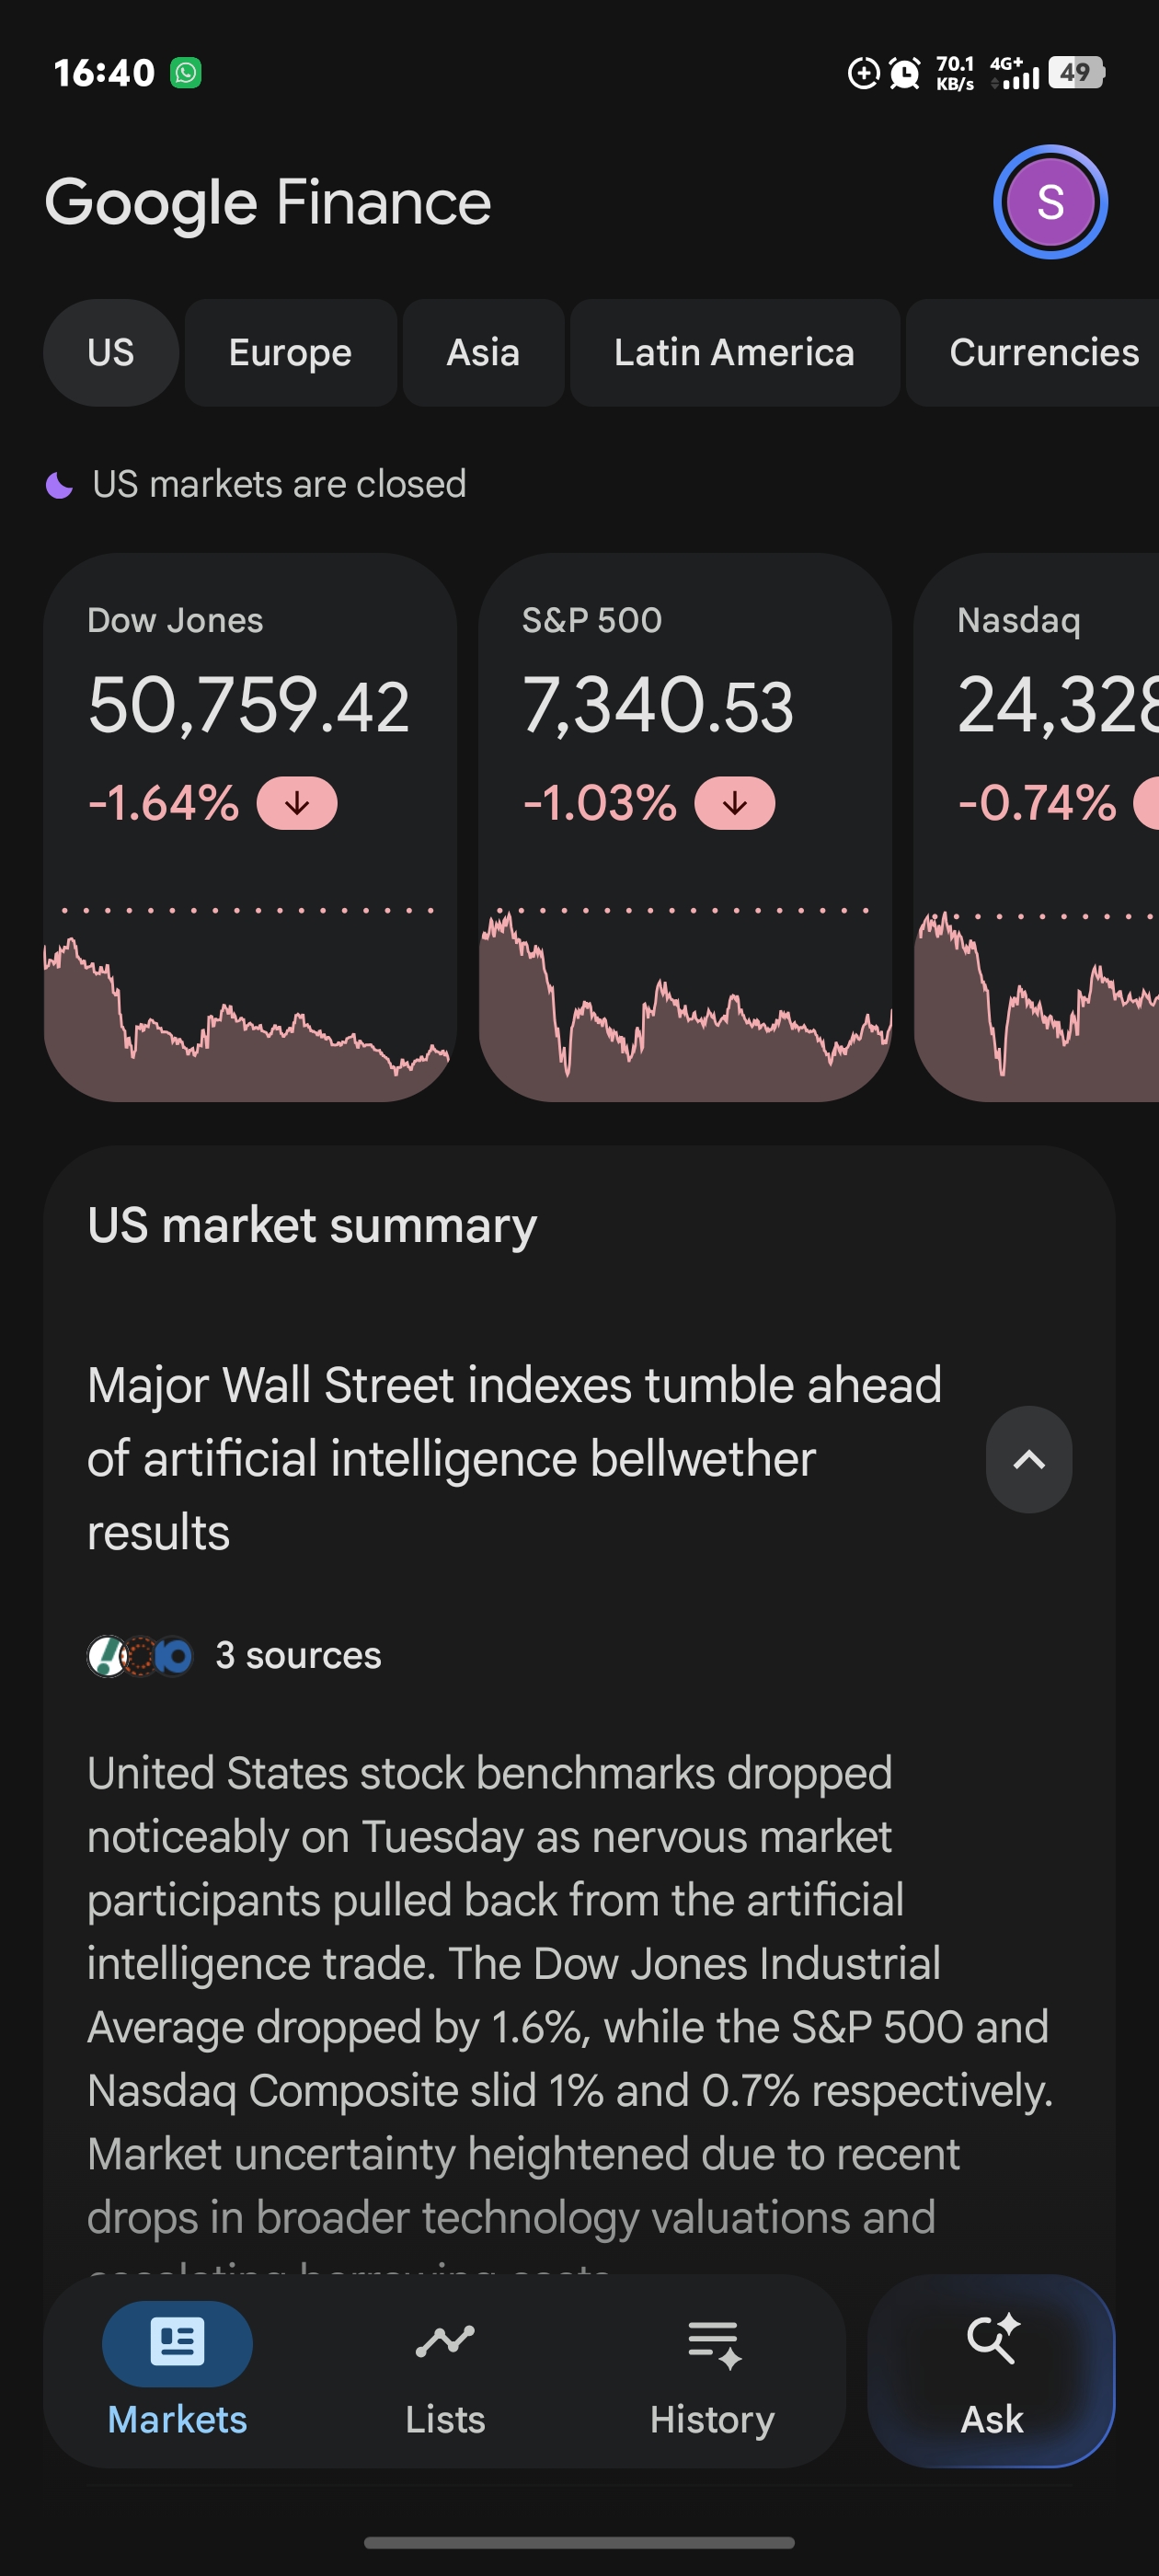 16:40
70.1
KB/s
4G+
49
Google Finance
S
US
Europe
Asia
Latin America
Currencies
US markets are closed
Dow Jones
50,759.42
-1.64%
S&P 500
7,340.53
-1.03%
Nasdaq
24,328
-0.74%
US market summary
Major Wall Street indexes tumble ahead
of artificial intelligence bellwether
results
3 sources
United States stock benchmarks dropped
noticeably on Tuesday as nervous market
participants pulled back from the artificial
intelligence trade. The Dow Jones Industrial
Average dropped by 1.6%, while the S&P 500 and
Nasdaq Composite slid 1% and 0.7% respectively.
Market uncertainty heightened due to recent
drops in broader technology valuations and
Markets
Lists
History
Ask